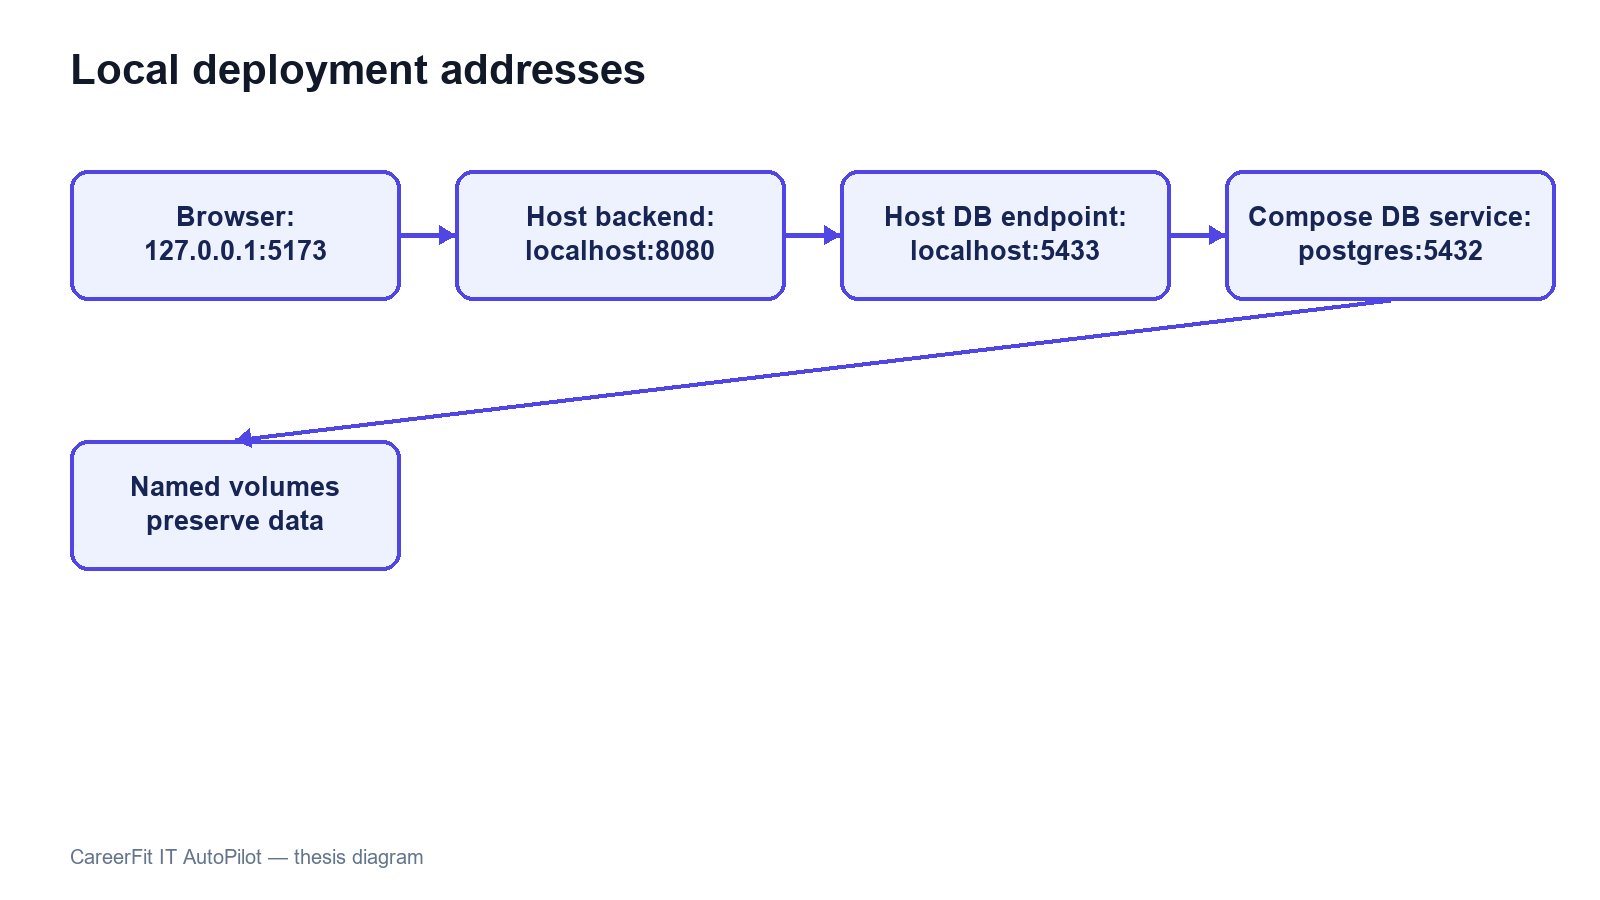 Local deployment addresses
Browser:
127.0.0.1:5173
Host backend:
localhost:8080
Host DB endpoint:
localhost:5433
Compose DB service:
postgres:5432
Named volumes
preserve data
CareerFit IT AutoPilot — thesis diagram